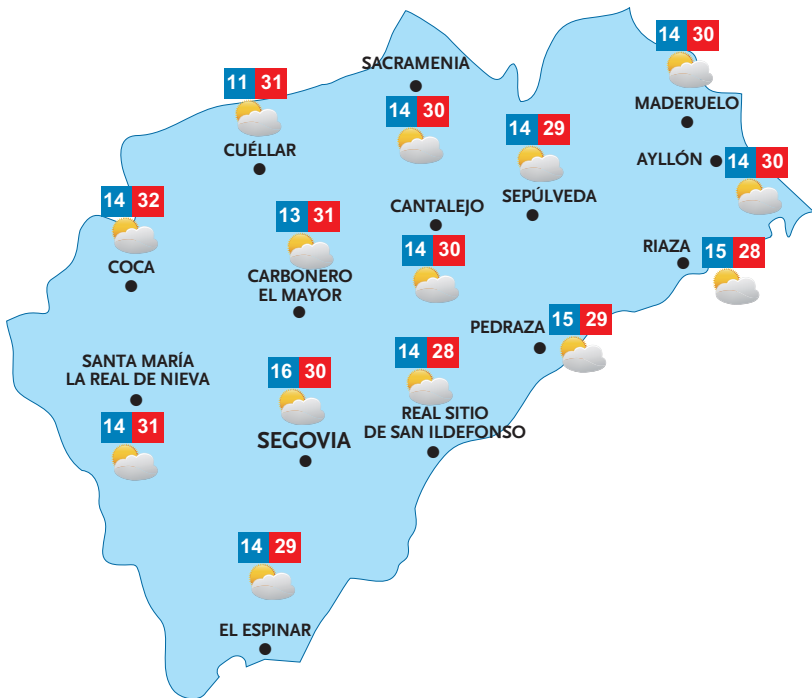 14 30
MADERUELO
SACRAMENIA
14 30
11 31
CUÉLLAR
14 29
SEPÚLVEDA
AYLLÓN
14 30
14 32
COCA
13 31
CARBONERO
EL MAYOR
CANTALEJO
14 30
RIAZA
15 28
PEDRAZA
15 29
SANTA MARÍA
LA REAL DE NIEVA
14 31
16 30
SEGOVIA
14 28
REAL SITIO
DE SAN ILDEFONSO
14 29
EL ESPINAR